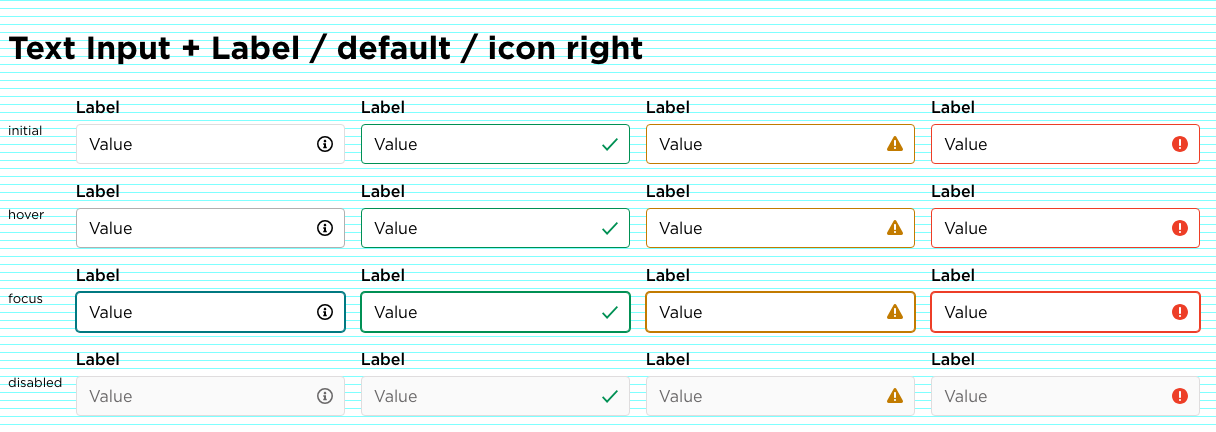 Text Input + Label / default / icon right
Label Label Label Label
initial Value Value Value Value
Label Label Label Label
hover Value Value Value Value
Label Label Label Label
focus Value Value Value Value
Label Label Label Label
disabled Value Value Value Value